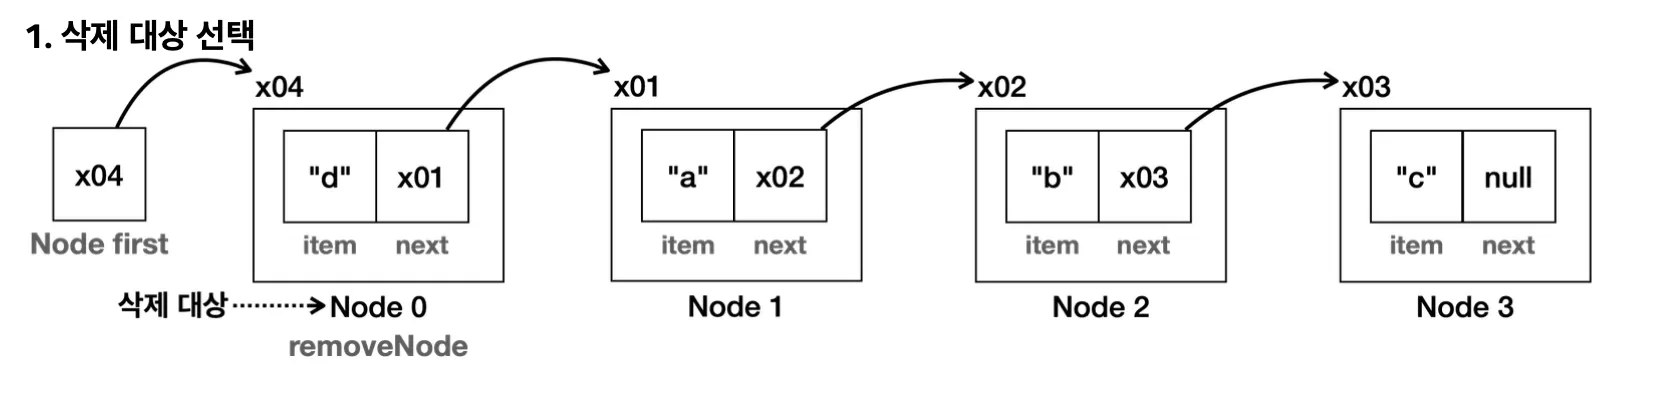 1. 삭제 대상 선택
x04 x01 x02 x03
x04 "d" x01 "a" x02 "b" x03 "c" null
Node first item next item next item next item next
삭제 대상 Node 0 Node 1 Node 2 Node 3
removeNode